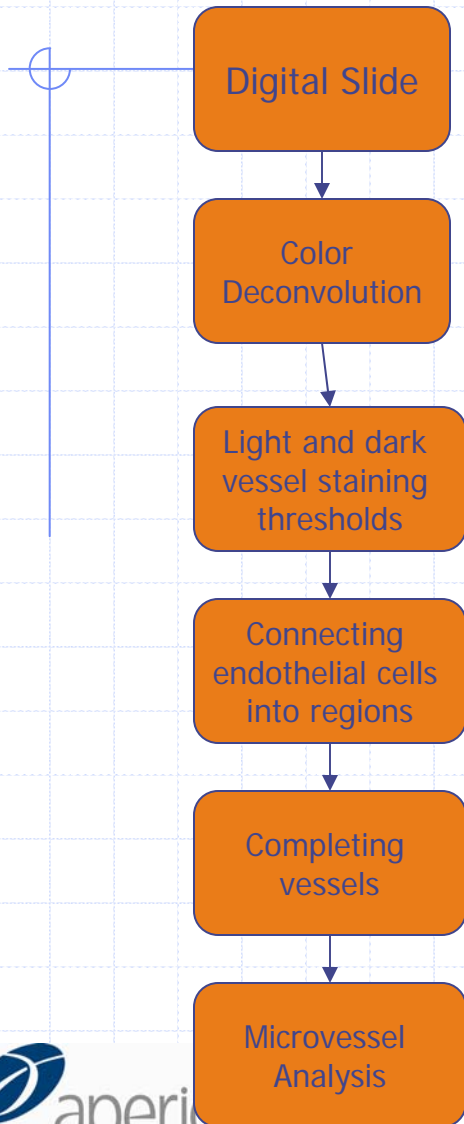 Digital Slide
Color
Deconvolution
Light and dark
vessel staining
thresholds
Connecting
endothelial cells
into regions
Completing
vessels
Microvessel
Analysis